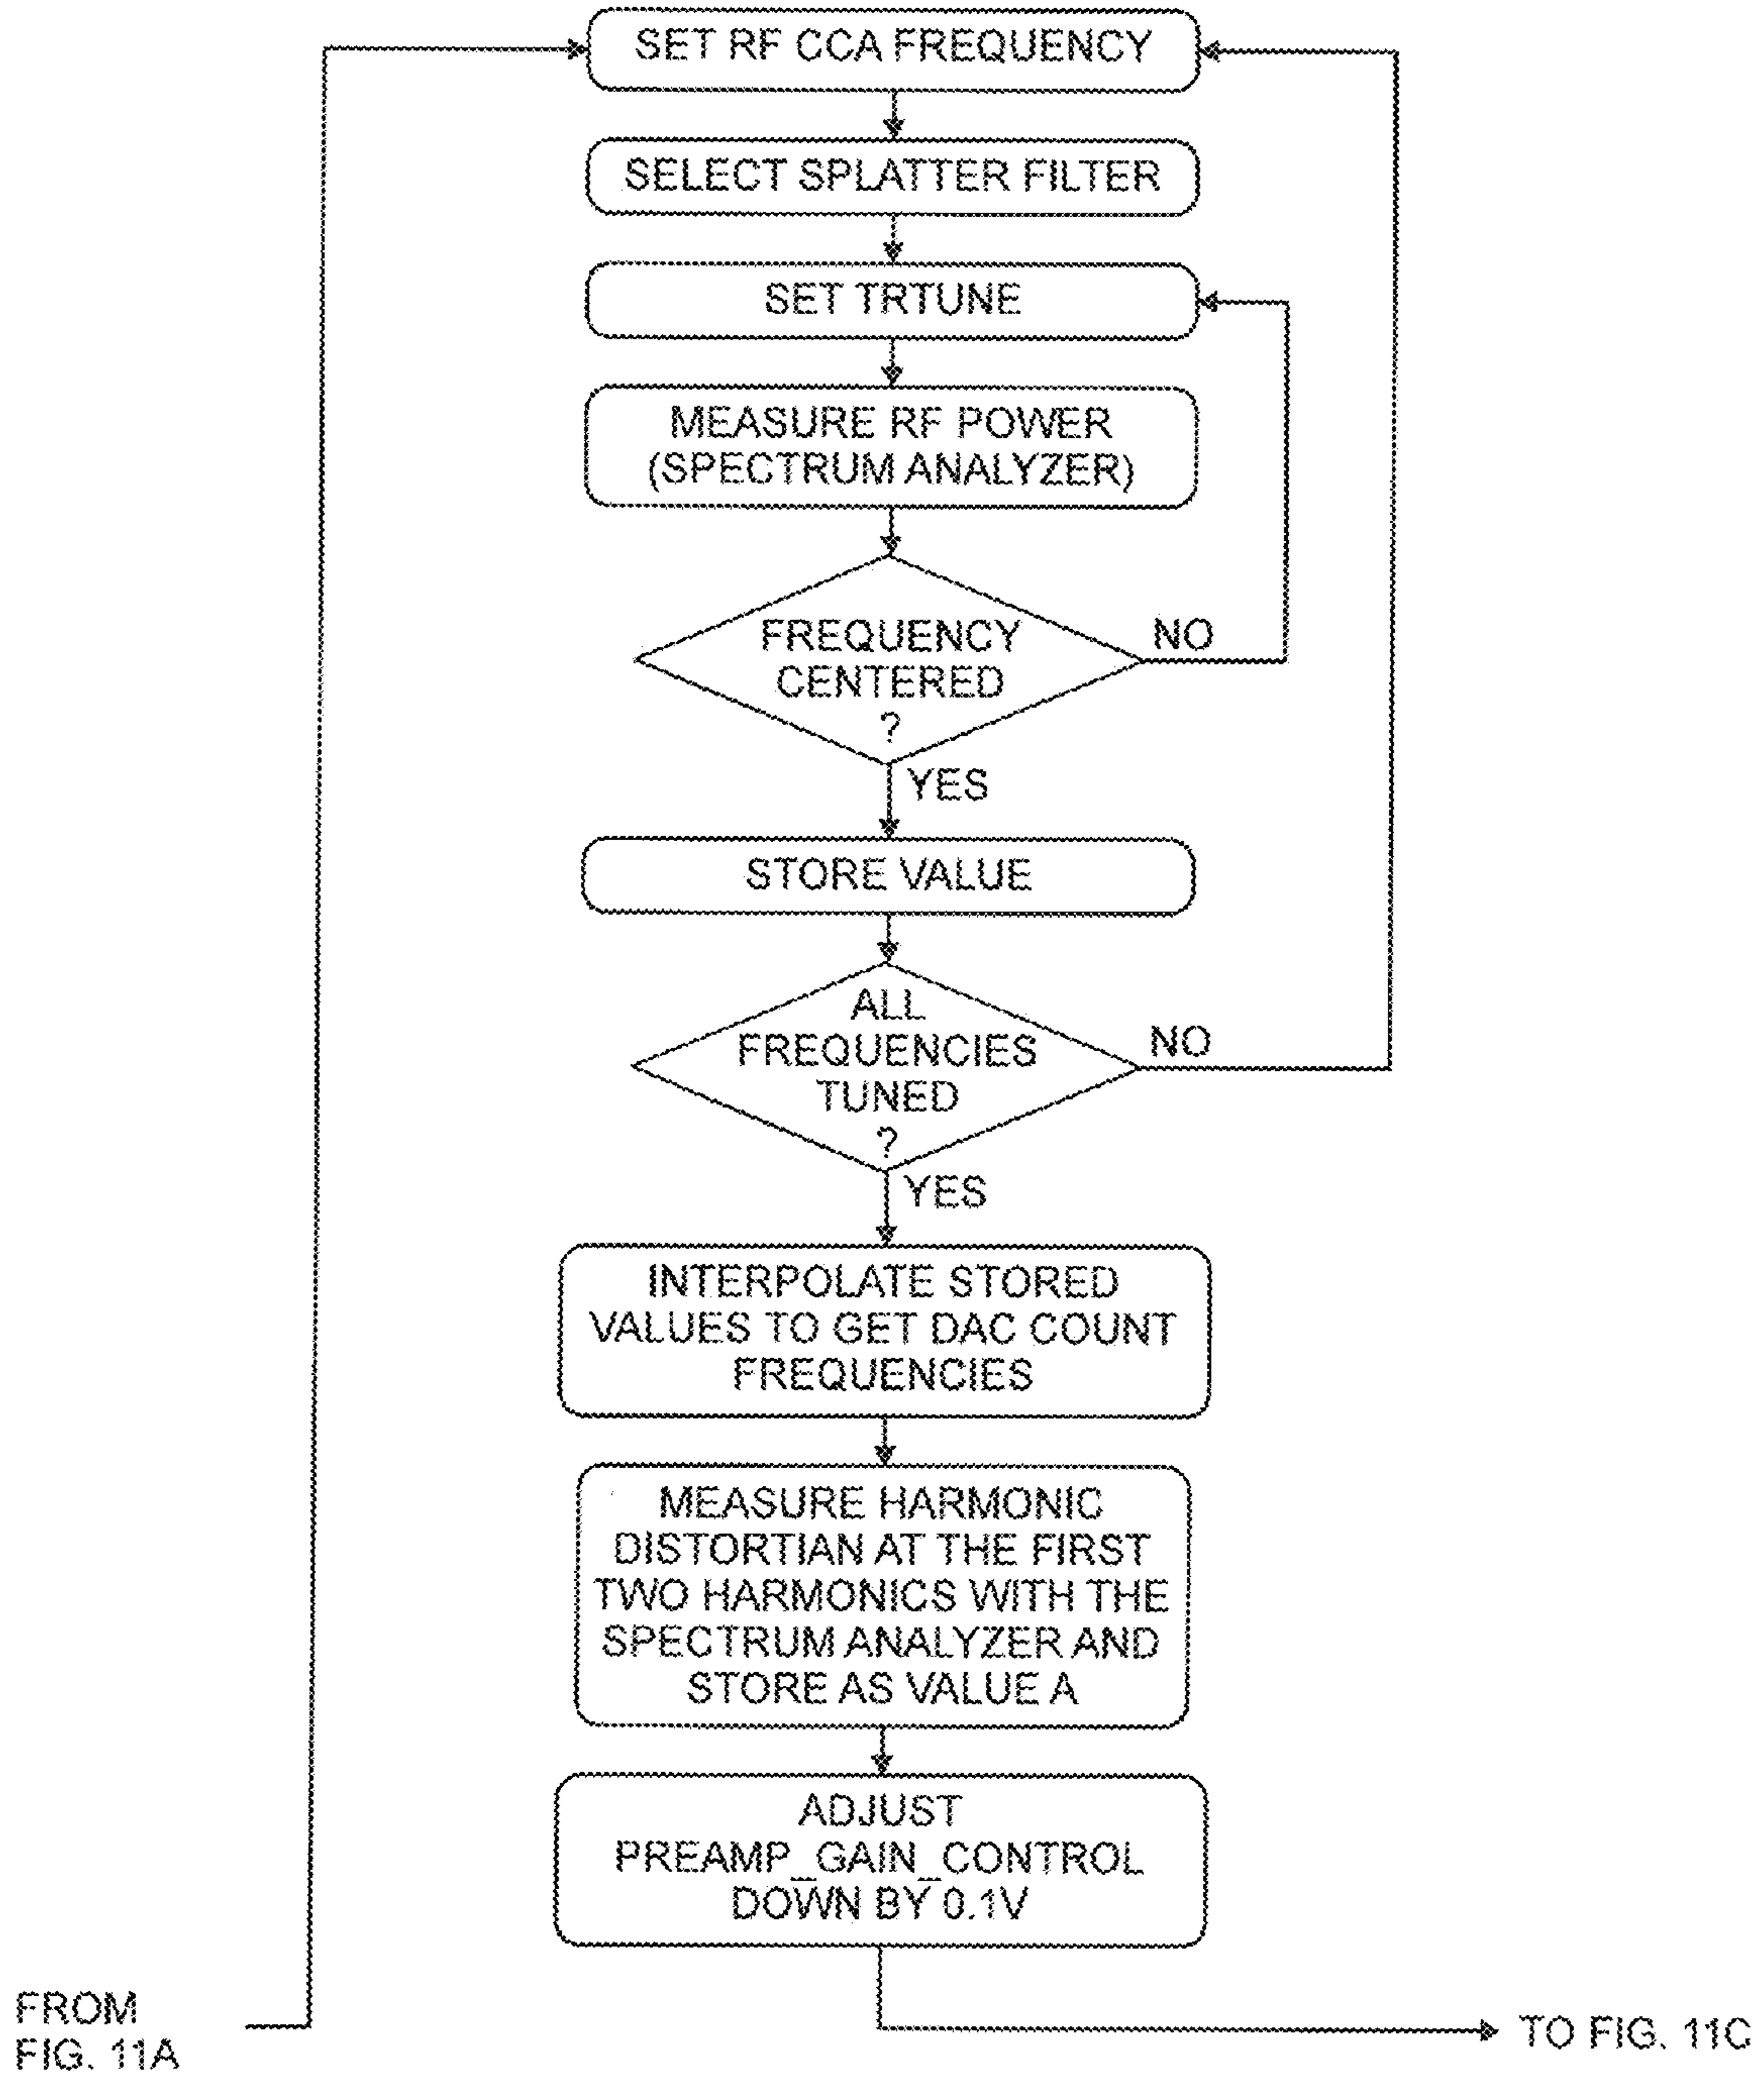 SET RF CCA FREQUENCY
SELECT SPLATTER FILTER
SET TRTUNE
MEASURE RF POWER
(SPECTRUM ANALYZER)
FREQUENCY
CENTERED
?
NO
YES
STORE VALUE
ALL
FREQUENCIES
TUNED
?
NO
YES
INTERPOLATE STORED
VALUES TO GET DAC COUNT
FREQUENCIES
MEASURE HARMONIC
DISTORTIAN AT THE FIRST
TWO HARMONICS WITH THE
SPECTRUM ANALYZER AND
STORE AS VALUE A
ADJUST
PREAMP_GAIN_CONTROL
DOWN BY 0.1V
FROM
FIG. 11A
TO FIG. 11C